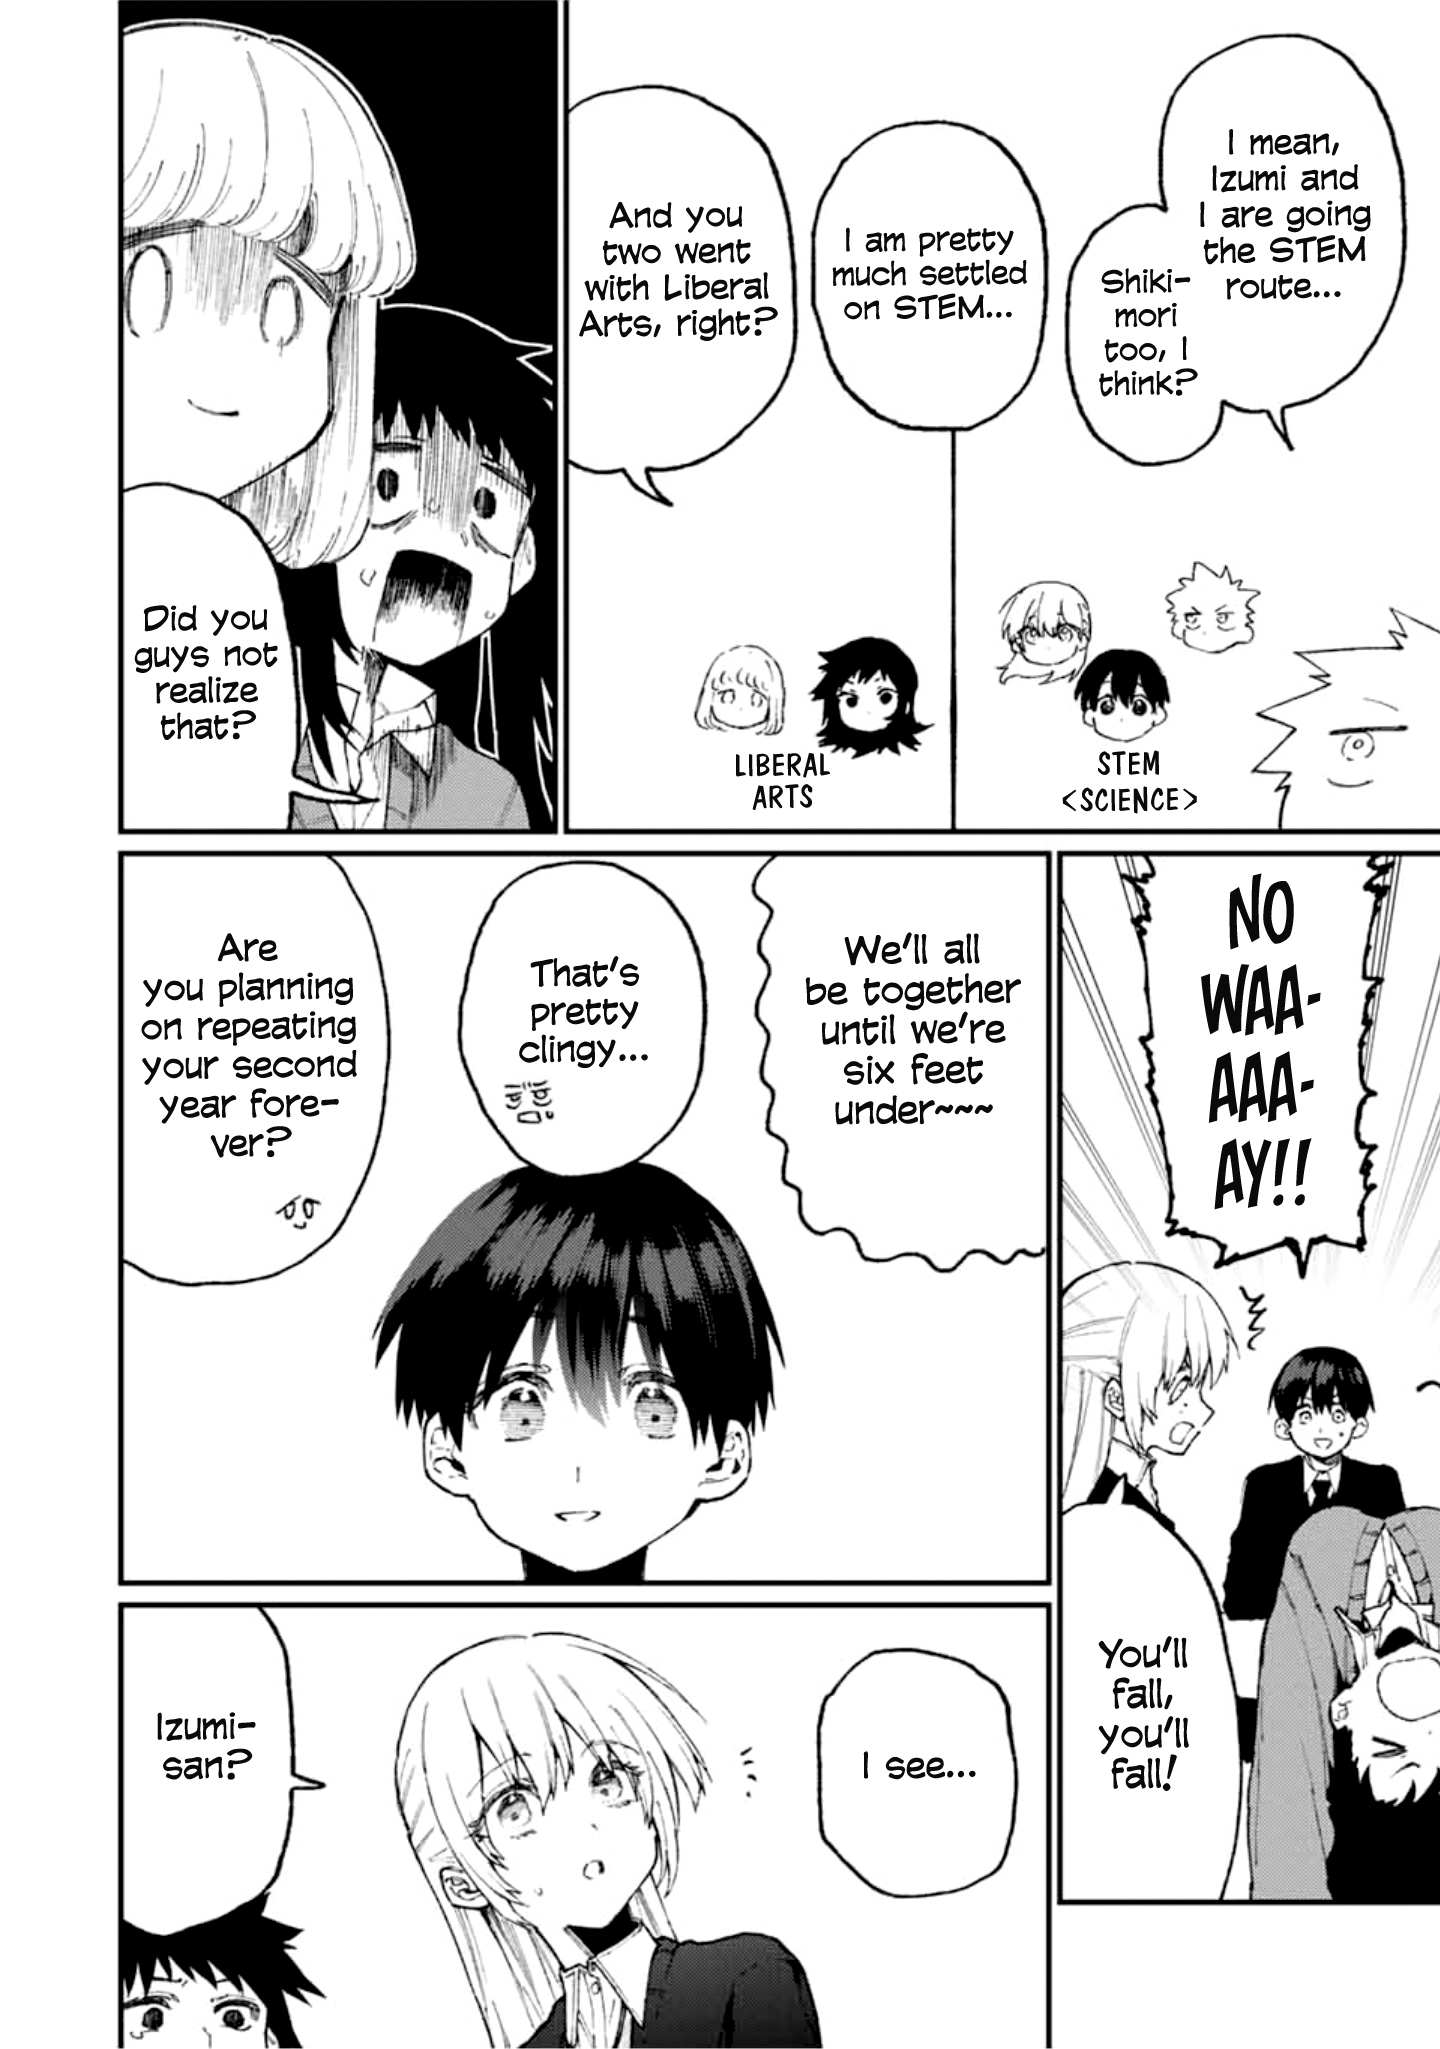 I mean,
Izumi and
I are going
the STEM
route...
Shiki-
mori
too, I
think?
I am pretty
much settled
on STEM...
And you
two went
with Liberal
Arts, right?
STEM
<SCIENCE>
LIBERAL
ARTS
Did you
guys not
realize
that?
NO
WAA-
AAA-
AY!!
You'll
fall,
you'll
fall!
We'll all
be together
until we're
six feet
under~~~
That's
pretty
clingy...
Are
you planning
on repeating
your second
year fore-
ver?
I see...
Izumi-
san?